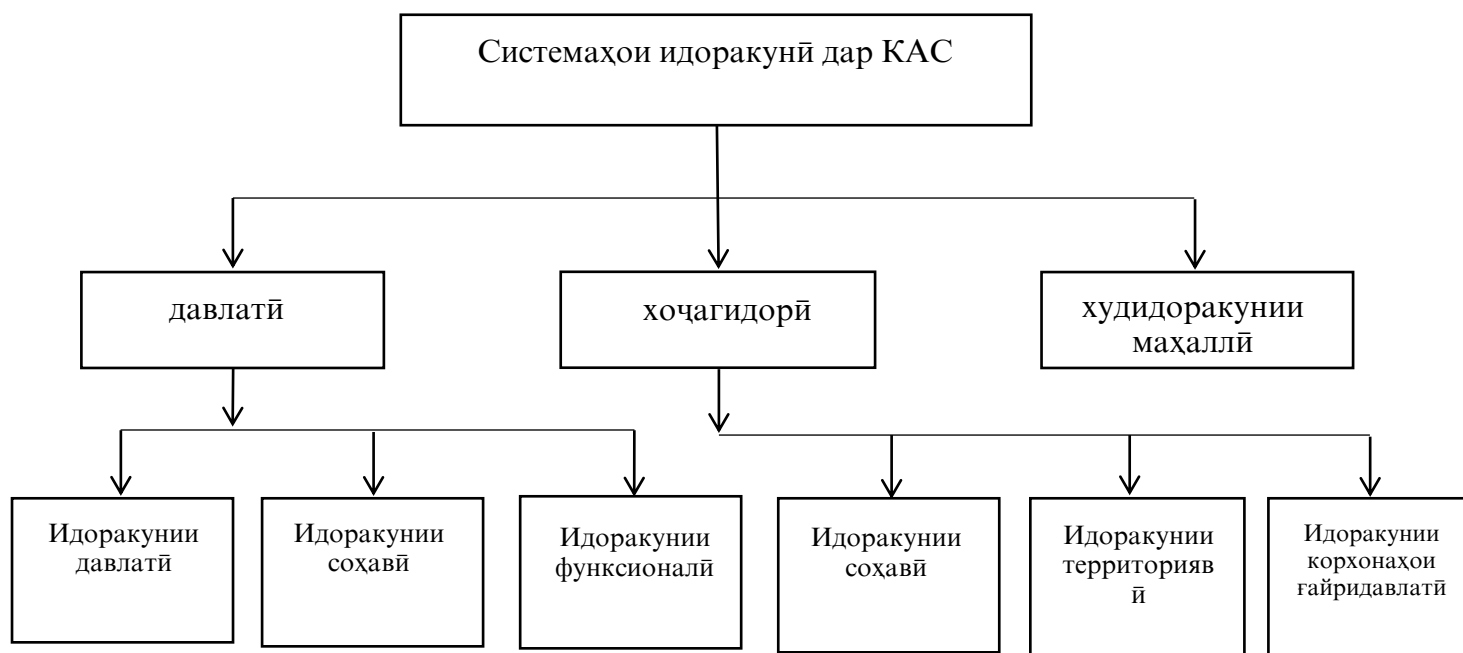 Системаҳои идоракунӣ дар КАС
давлатӣ
хоҷагидорӣ
худидоракунии
маҳаллӣ
Идоракунии
давлатӣ
Идоракунии
соҳавӣ
Идоракунии
функсионалӣ
Идоракунии
соҳавӣ
Идоракунии
территорияв
ӣ
Идоракунии
корхонаҳои
ғайридавлатӣ